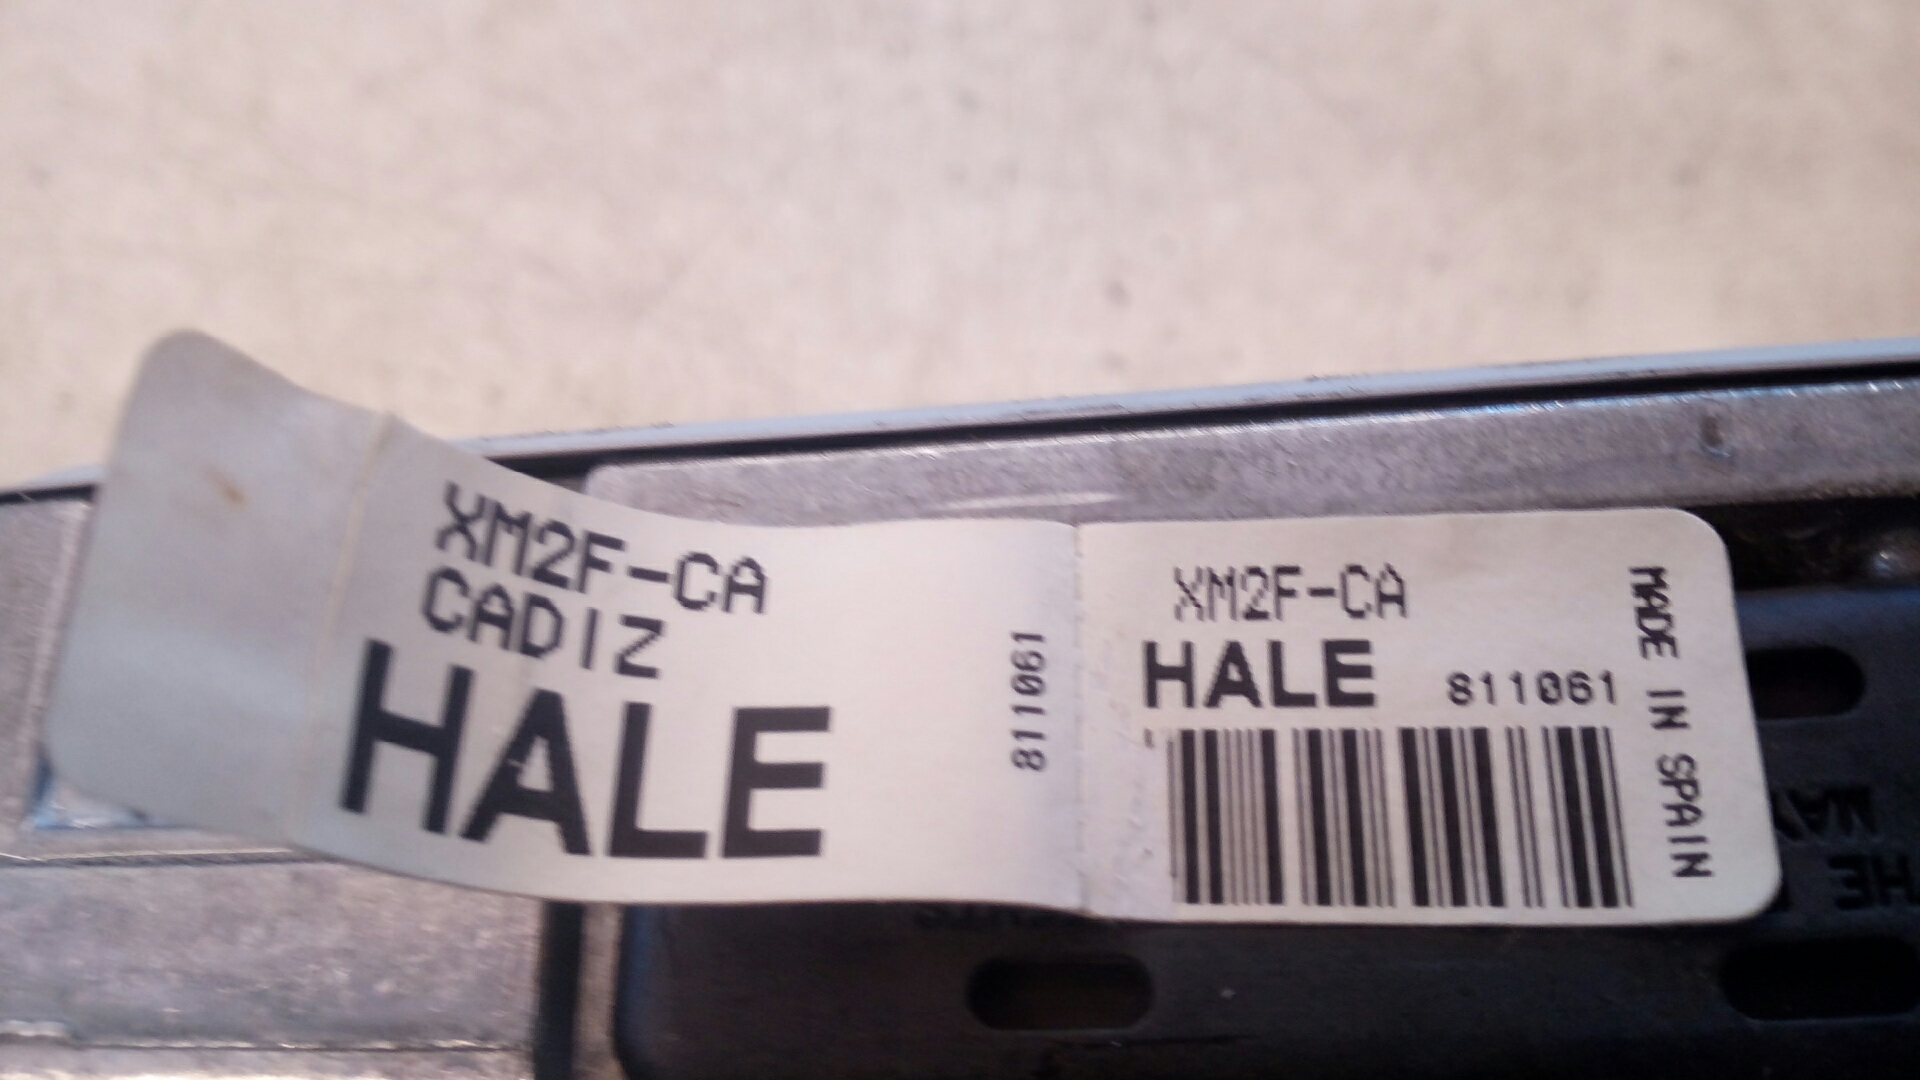 XM2F-CA
CADIZ
HALE
811061
XM2F-CA
HALE 811061
MADE IN SPAIN